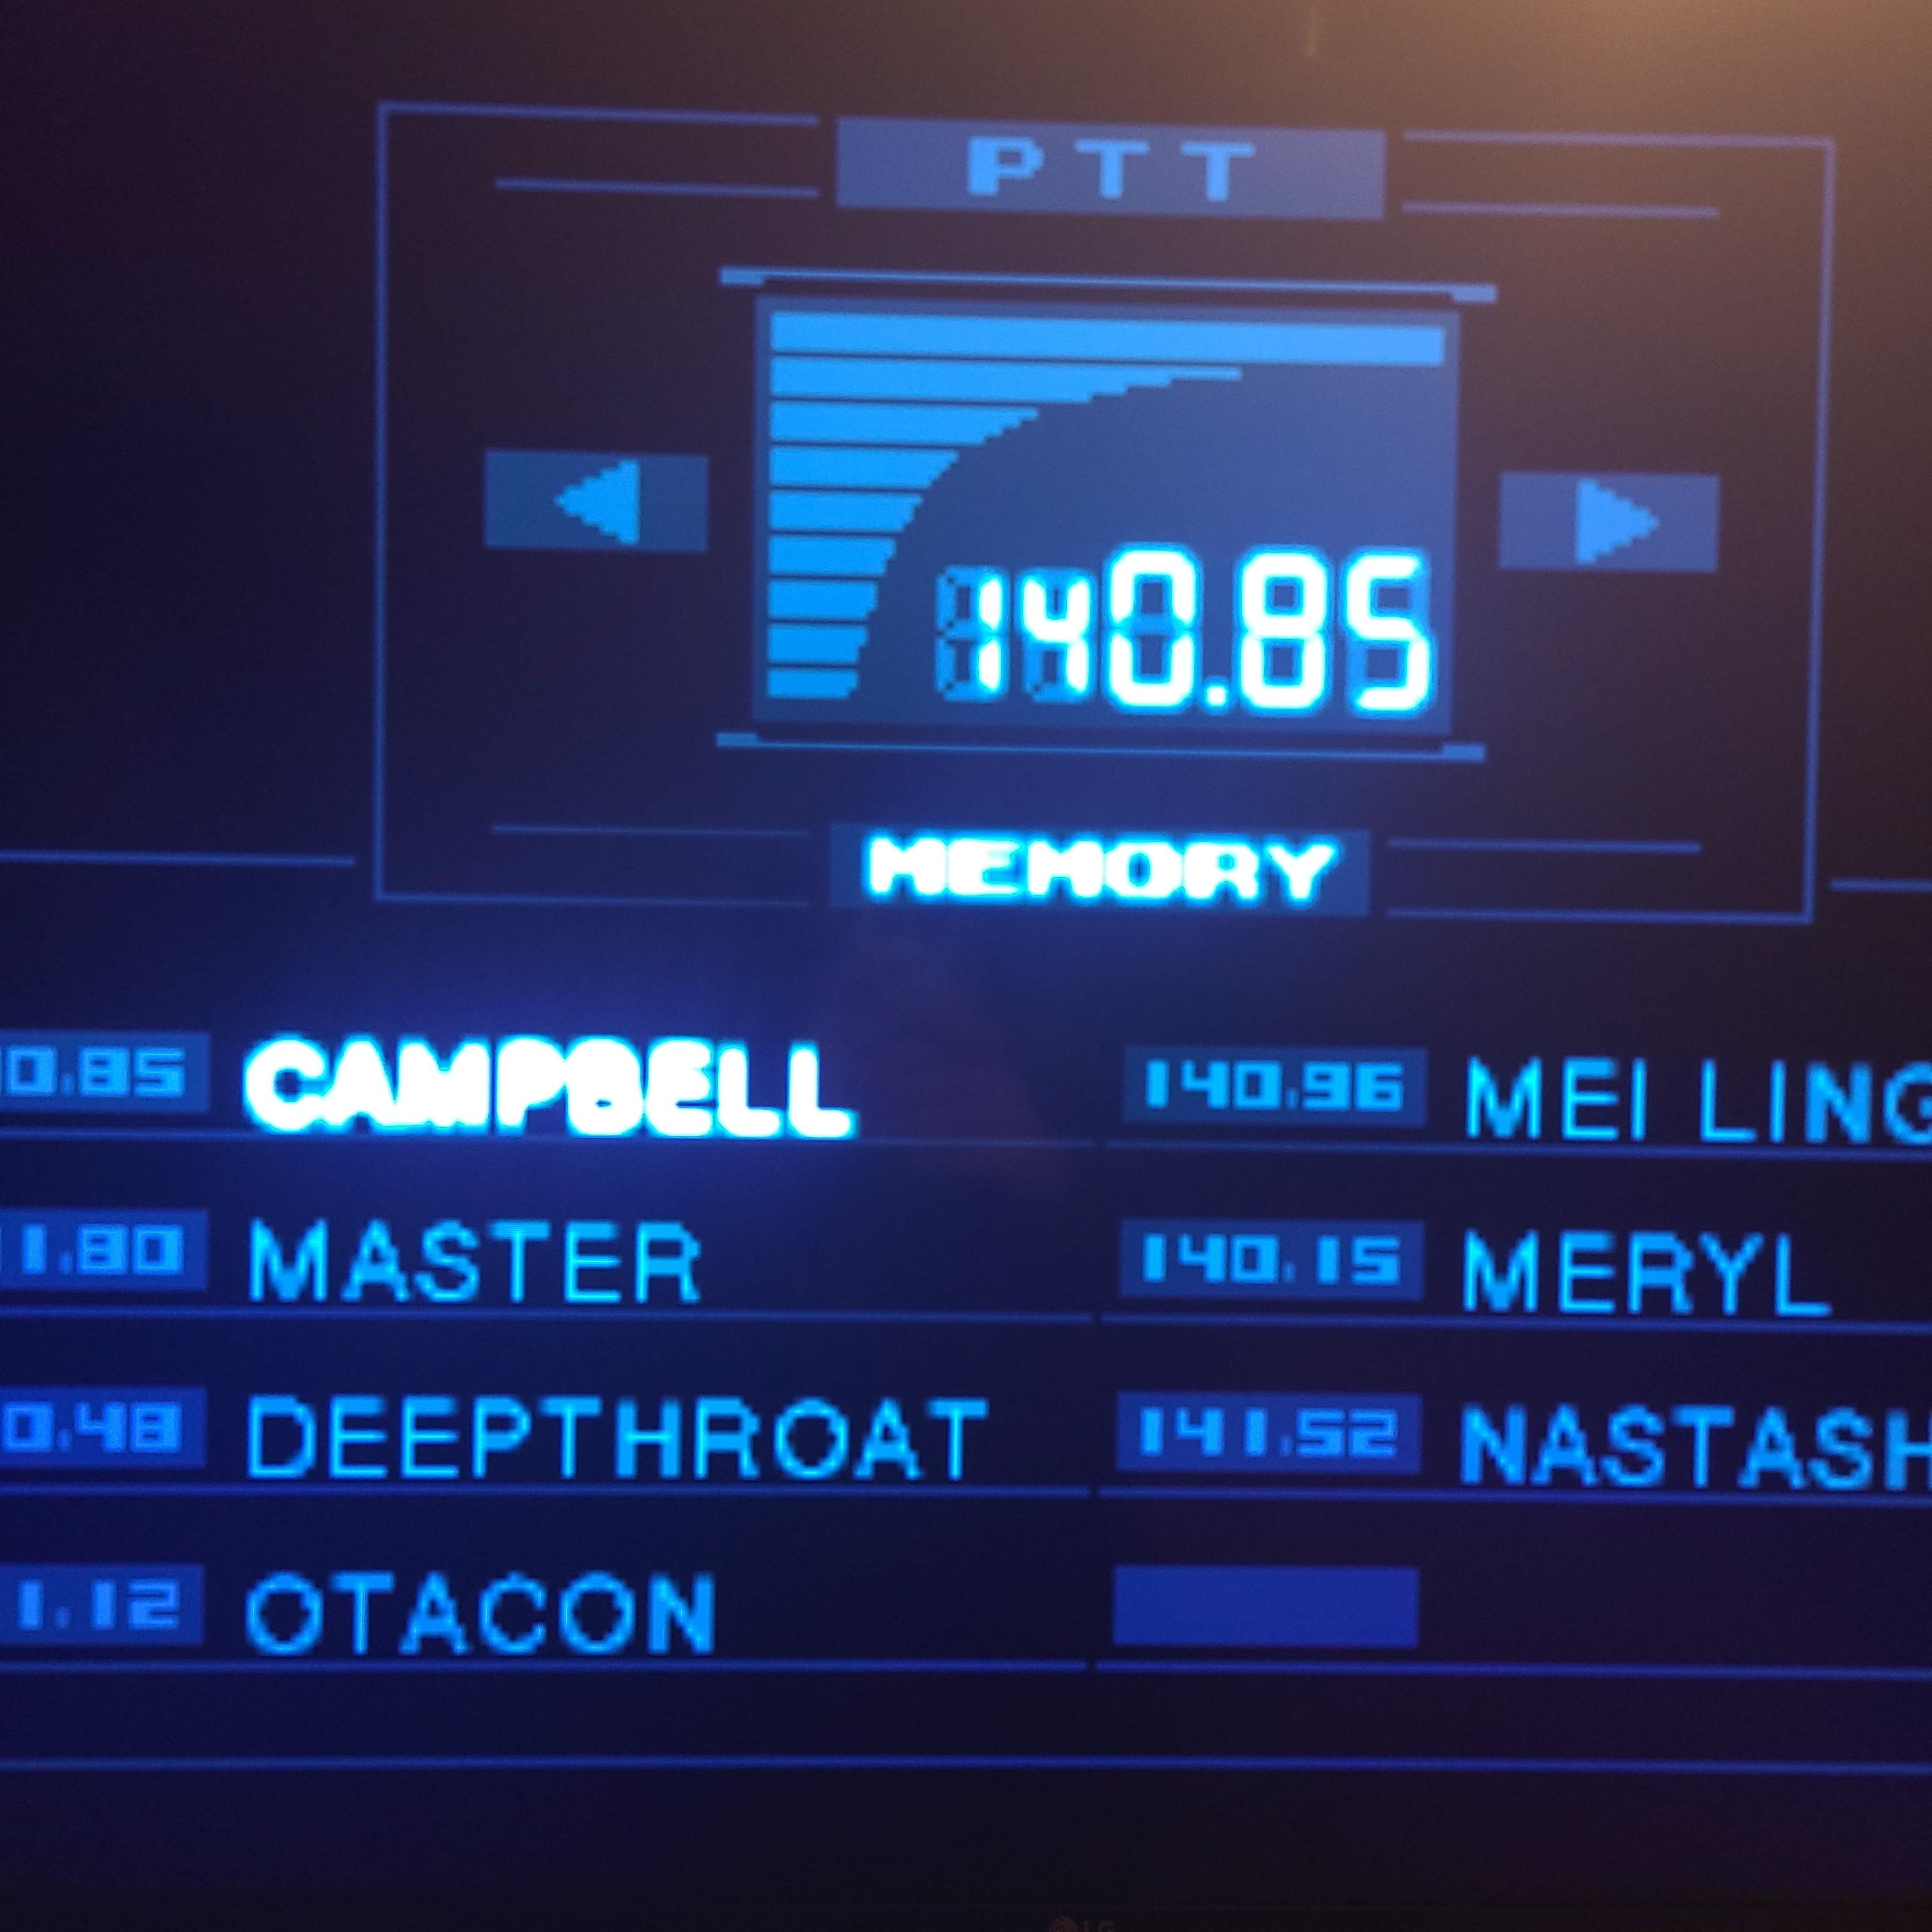 PTT
140.85
MEMORY
0.85 CAMPBELL 140.96 MEI LING
1.80 MASTER 140.15 MERYL
0.48 DEEPTHROAT 141.52 NASTASH
1.12 OTACON
LG